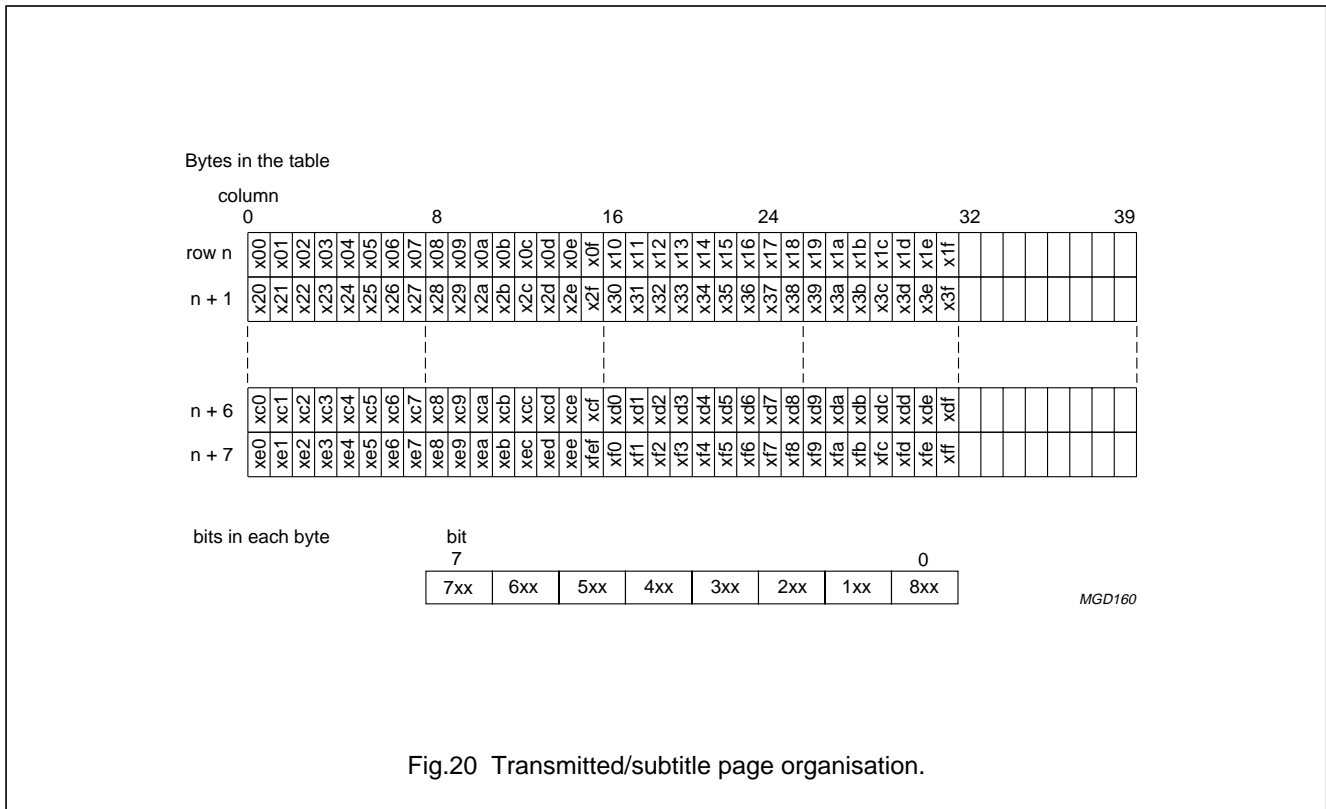 Bytes in the table
column
0 8 16 24 32 39
row n x00 x01 x02 x03 x04 x05 x06 x07 x08 x09 x0a x0b x0c x0d x0e x0f x10 x11 x12 x13 x14 x15 x16 x17 x18 x19 x1a x1b x1c x1d x1e x1f
n + 1 x20 x21 x22 x23 x24 x25 x26 x27 x28 x29 x2a x2b x2c x2d x2e x2f x30 x31 x32 x33 x34 x35 x36 x37 x38 x39 x3a x3b x3c x3d x3e x3f
n + 6 xc0 xc1 xc2 xc3 xc4 xc5 xc6 xc7 xc8 xc9 xca xcb xcc xcd xce xcf xd0 xd1 xd2 xd3 xd4 xd5 xd6 xd7 xd8 xd9 xda xdb xdc xdd xde xdf
n + 7 xe0 xe1 xe2 xe3 xe4 xe5 xe6 xe7 xe8 xe9 xea xeb xec xed xee xfef xf0 xf1 xf2 xf3 xf4 xf5 xf6 xf7 xf8 xf9 xfa xfb xfc xfd xfe xff
bits in each byte bit
7 0
7xx 6xx 5xx 4xx 3xx 2xx 1xx 8xx
MGD160
Fig.20 Transmitted/subtitle page organisation.